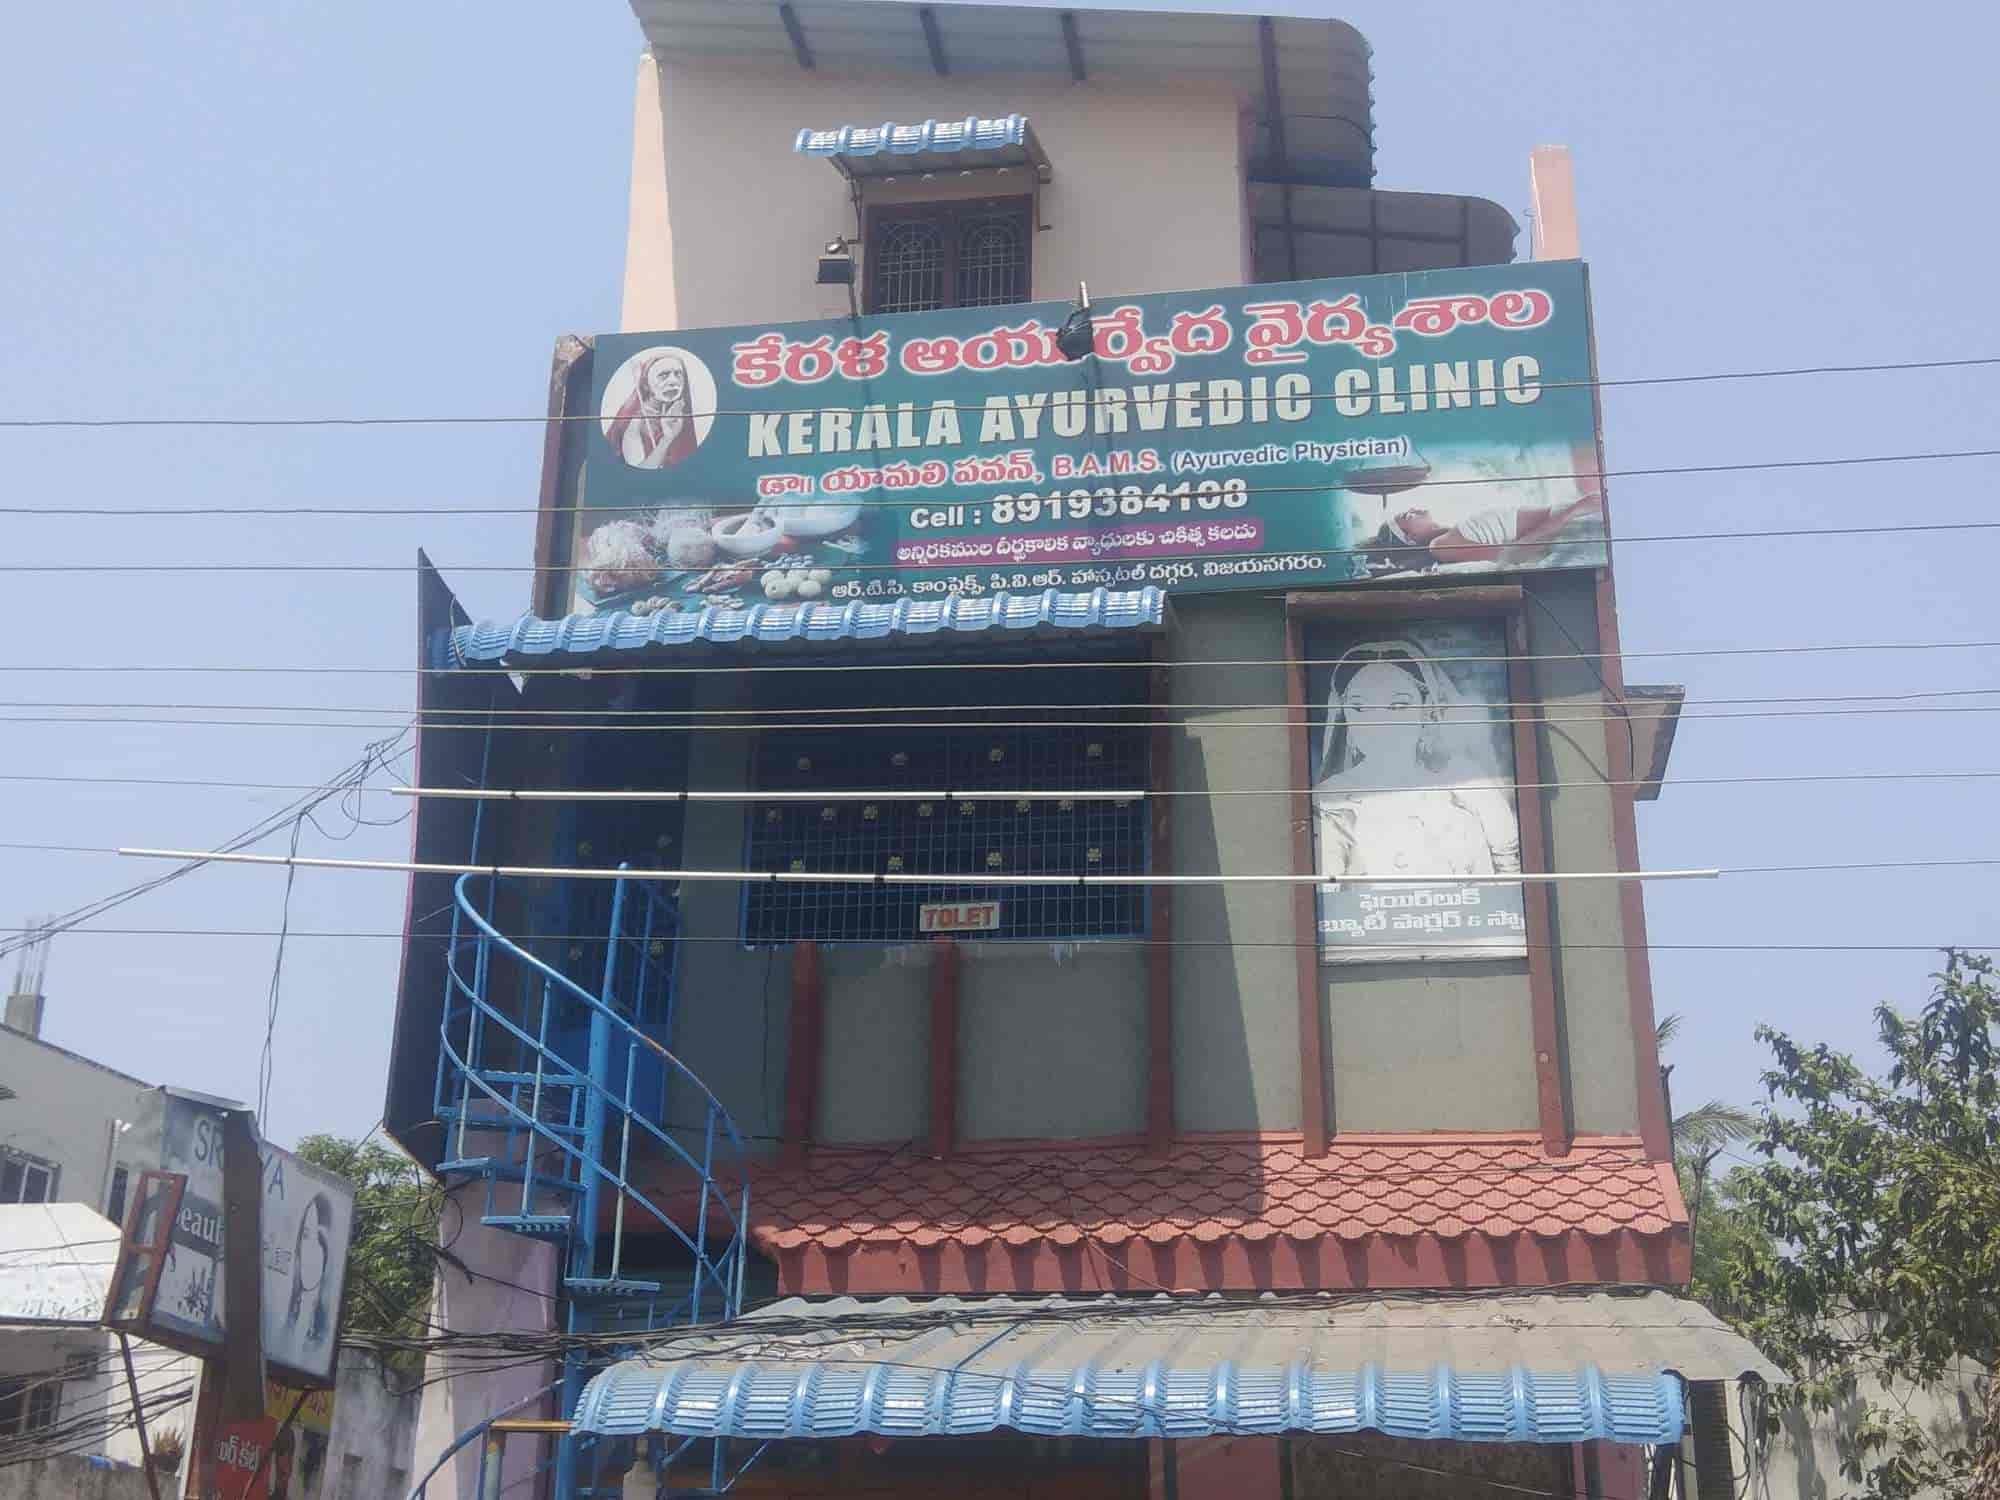 కేరళ ఆయుర్వేద వైద్యశాల
KERALA AYURVEDIC CLINIC
డా॥ యామలి పవన్, B.A.M.S. (Ayurvedic Physician)
Cell : 8919384108
అన్నిరకముల దీర్ఘకాలిక వ్యాధులకు చికిత్స కలదు
ఆర్.టి.సి. కాంప్లెక్స్, పి.వి.ఆర్. హాస్పటల్ దగ్గర, విజయనగరం.
TOLET
ఫెయిర్‌లుక్
బ్యూటీ పార్లర్ & స్పా